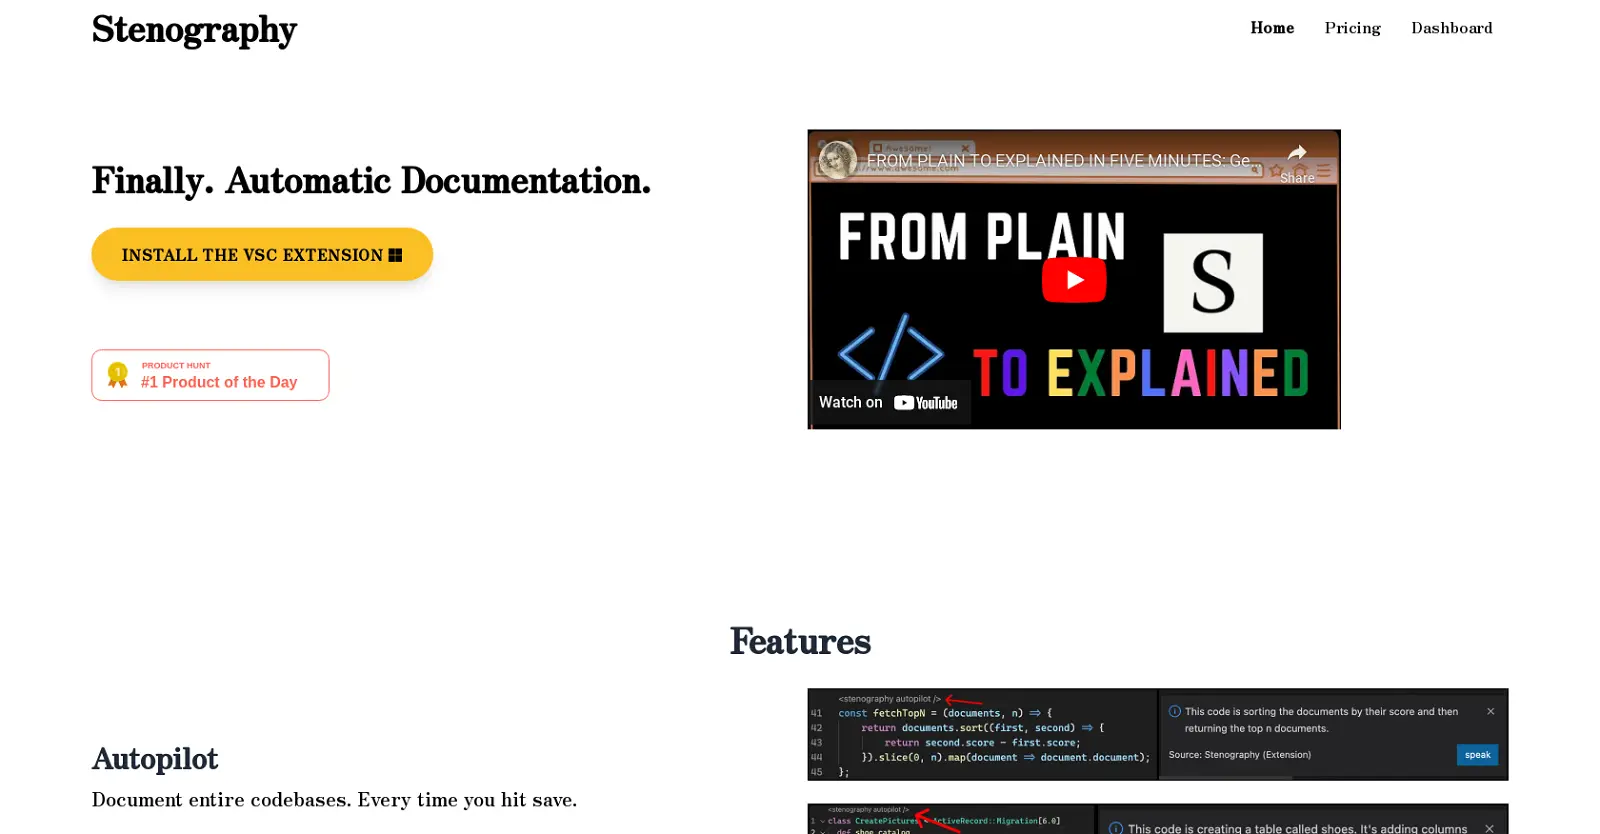 Stenography
Home
Pricing
Dashboard
Finally. Automatic Documentation.
INSTALL THE VSC EXTENSION
PRODUCT HUNT
#1 Product of the Day
1
Awesome!
FROM PLAIN TO EXPLAINED IN FIVE MINUTES: Ge...
www.awesome.com
Share
FROM PLAIN
S
</>
TO EXPLAINED
Watch on YouTube
Features
Autopilot
Document entire codebases. Every time you hit save.
<stenography autopilot />
41 const fetchTopN = (documents, n) => {
42 return documents.sort((first, second) => {
43 return second.score - first.score;
44 }).slice(0, n).map(document => document.document);
45 };
This code is sorting the documents by their score and then
returning the top n documents.
Source: Stenography (Extension)
speak
<stenography autopilot />
1 class CreatePictures < ActiveRecord::Migration[6.0]
2 def shoe_catalog
This code is creating a table called shoes. It's adding columns